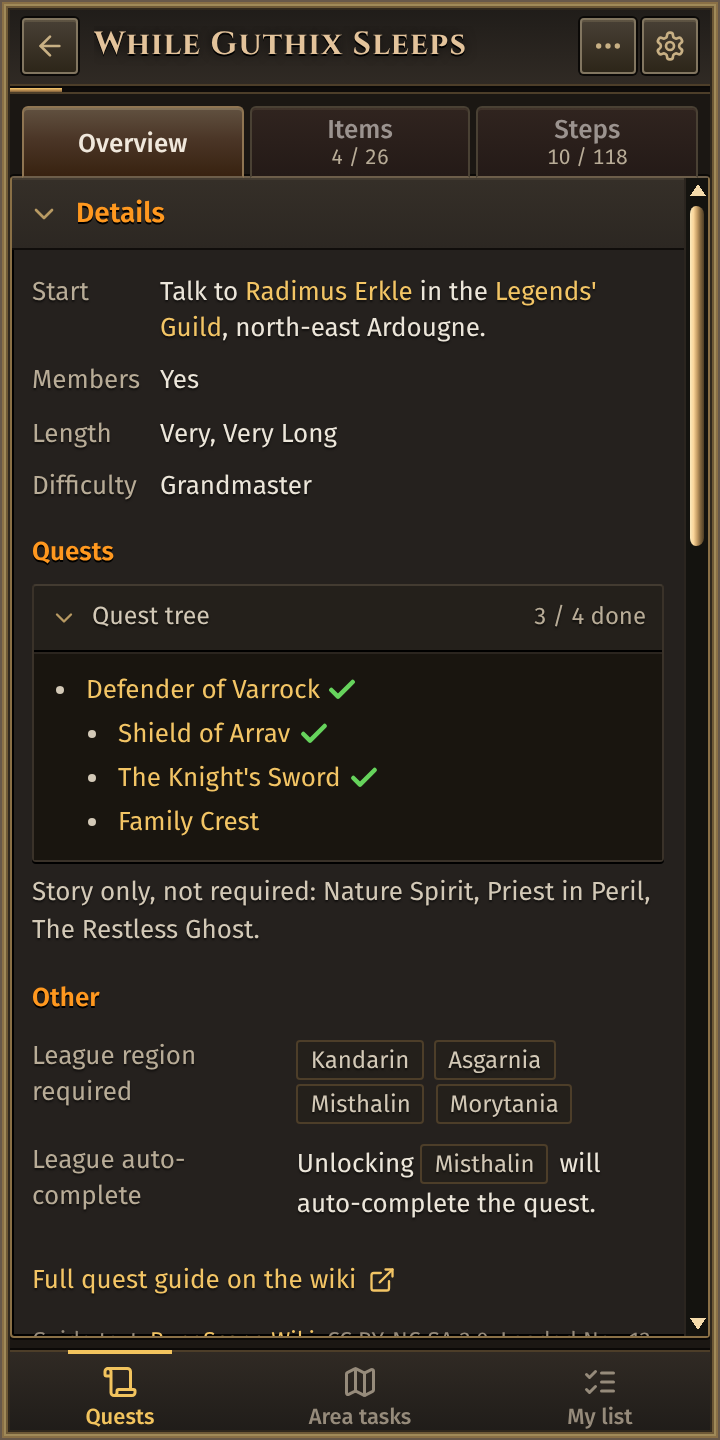 While Guthix Sleeps
Overview
Items
4 / 26
Steps
10 / 118
Details
Start
Talk to Radimus Erkle in the Legends'
Guild, north-east Ardougne.
Members
Yes
Length
Very, Very Long
Difficulty
Grandmaster
Quests
Quest tree
3 / 4 done
Defender of Varrock
Shield of Arrav
The Knight's Sword
Family Crest
Story only, not required: Nature Spirit, Priest in Peril,
The Restless Ghost.
Other
League region
required
Kandarin
Asgarnia
Misthalin
Morytania
League auto-
complete
Unlocking Misthalin will
auto-complete the quest.
Full quest guide on the wiki
Quests
Area tasks
My list